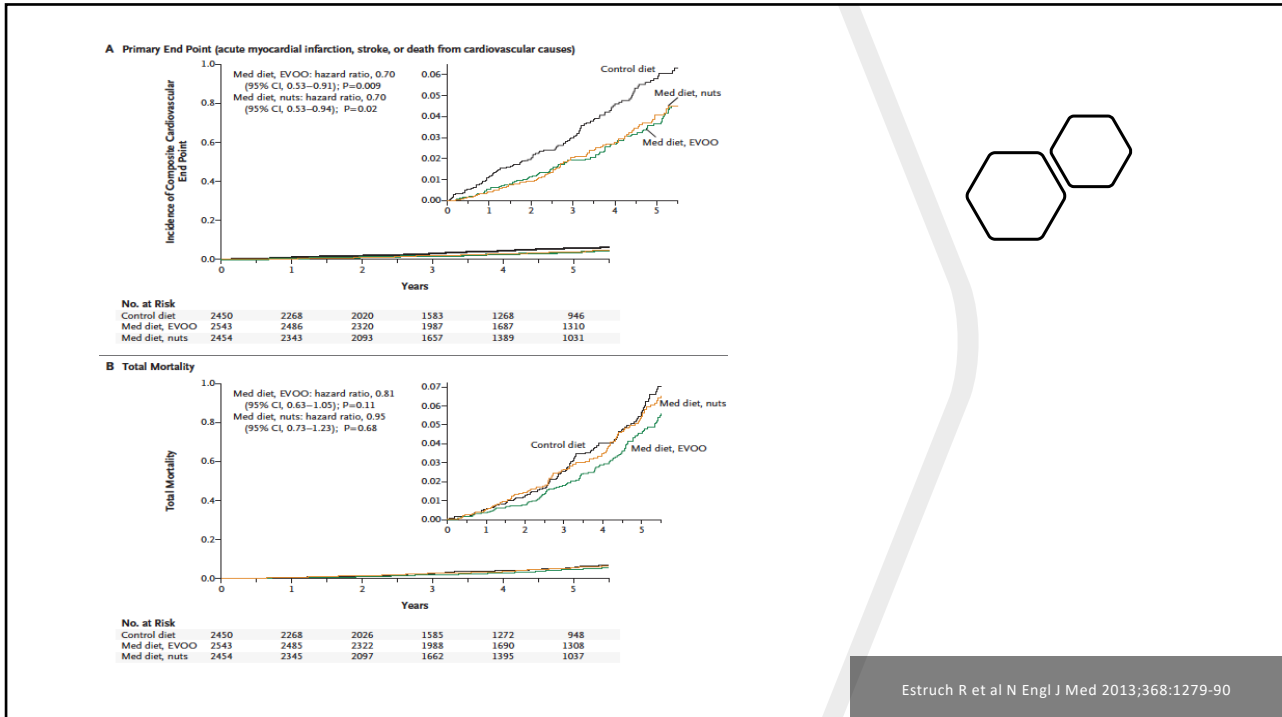 A Primary End Point (acute myocardial infarction, stroke, or death from cardiovascular causes)
Incidence of Composite Cardiovascular
End Point
1.0
0.8
0.6
0.4
0.2
0.0
Med diet, EVOO: hazard ratio, 0.70
(95% CI, 0.53–0.91); P=0.009
Med diet, nuts: hazard ratio, 0.70
(95% CI, 0.53–0.94); P=0.02
0.06
0.05
0.04
0.03
0.02
0.01
0.00
Control diet
Med diet, nuts
Med diet, EVOO
0 1 2 3 4 5
0 1 2 3 4 5
Years
No. at Risk
Control diet 2450 2268 2020 1583 1268 946
Med diet, EVOO 2543 2486 2320 1987 1687 1310
Med diet, nuts 2454 2343 2093 1657 1389 1031
B Total Mortality
Total Mortality
1.0
0.8
0.6
0.4
0.2
0.0
Med diet, EVOO: hazard ratio, 0.81
(95% CI, 0.63–1.05); P=0.11
Med diet, nuts: hazard ratio, 0.95
(95% CI, 0.73–1.23); P=0.68
0.07
0.06
0.05
0.04
0.03
0.02
0.01
0.00
Med diet, nuts
Control diet
Med diet, EVOO
0 1 2 3 4 5
0 1 2 3 4 5
Years
No. at Risk
Control diet 2450 2268 2026 1585 1272 948
Med diet, EVOO 2543 2485 2322 1988 1690 1308
Med diet, nuts 2454 2345 2097 1662 1395 1037
Estruch R et al N Engl J Med 2013;368:1279-90